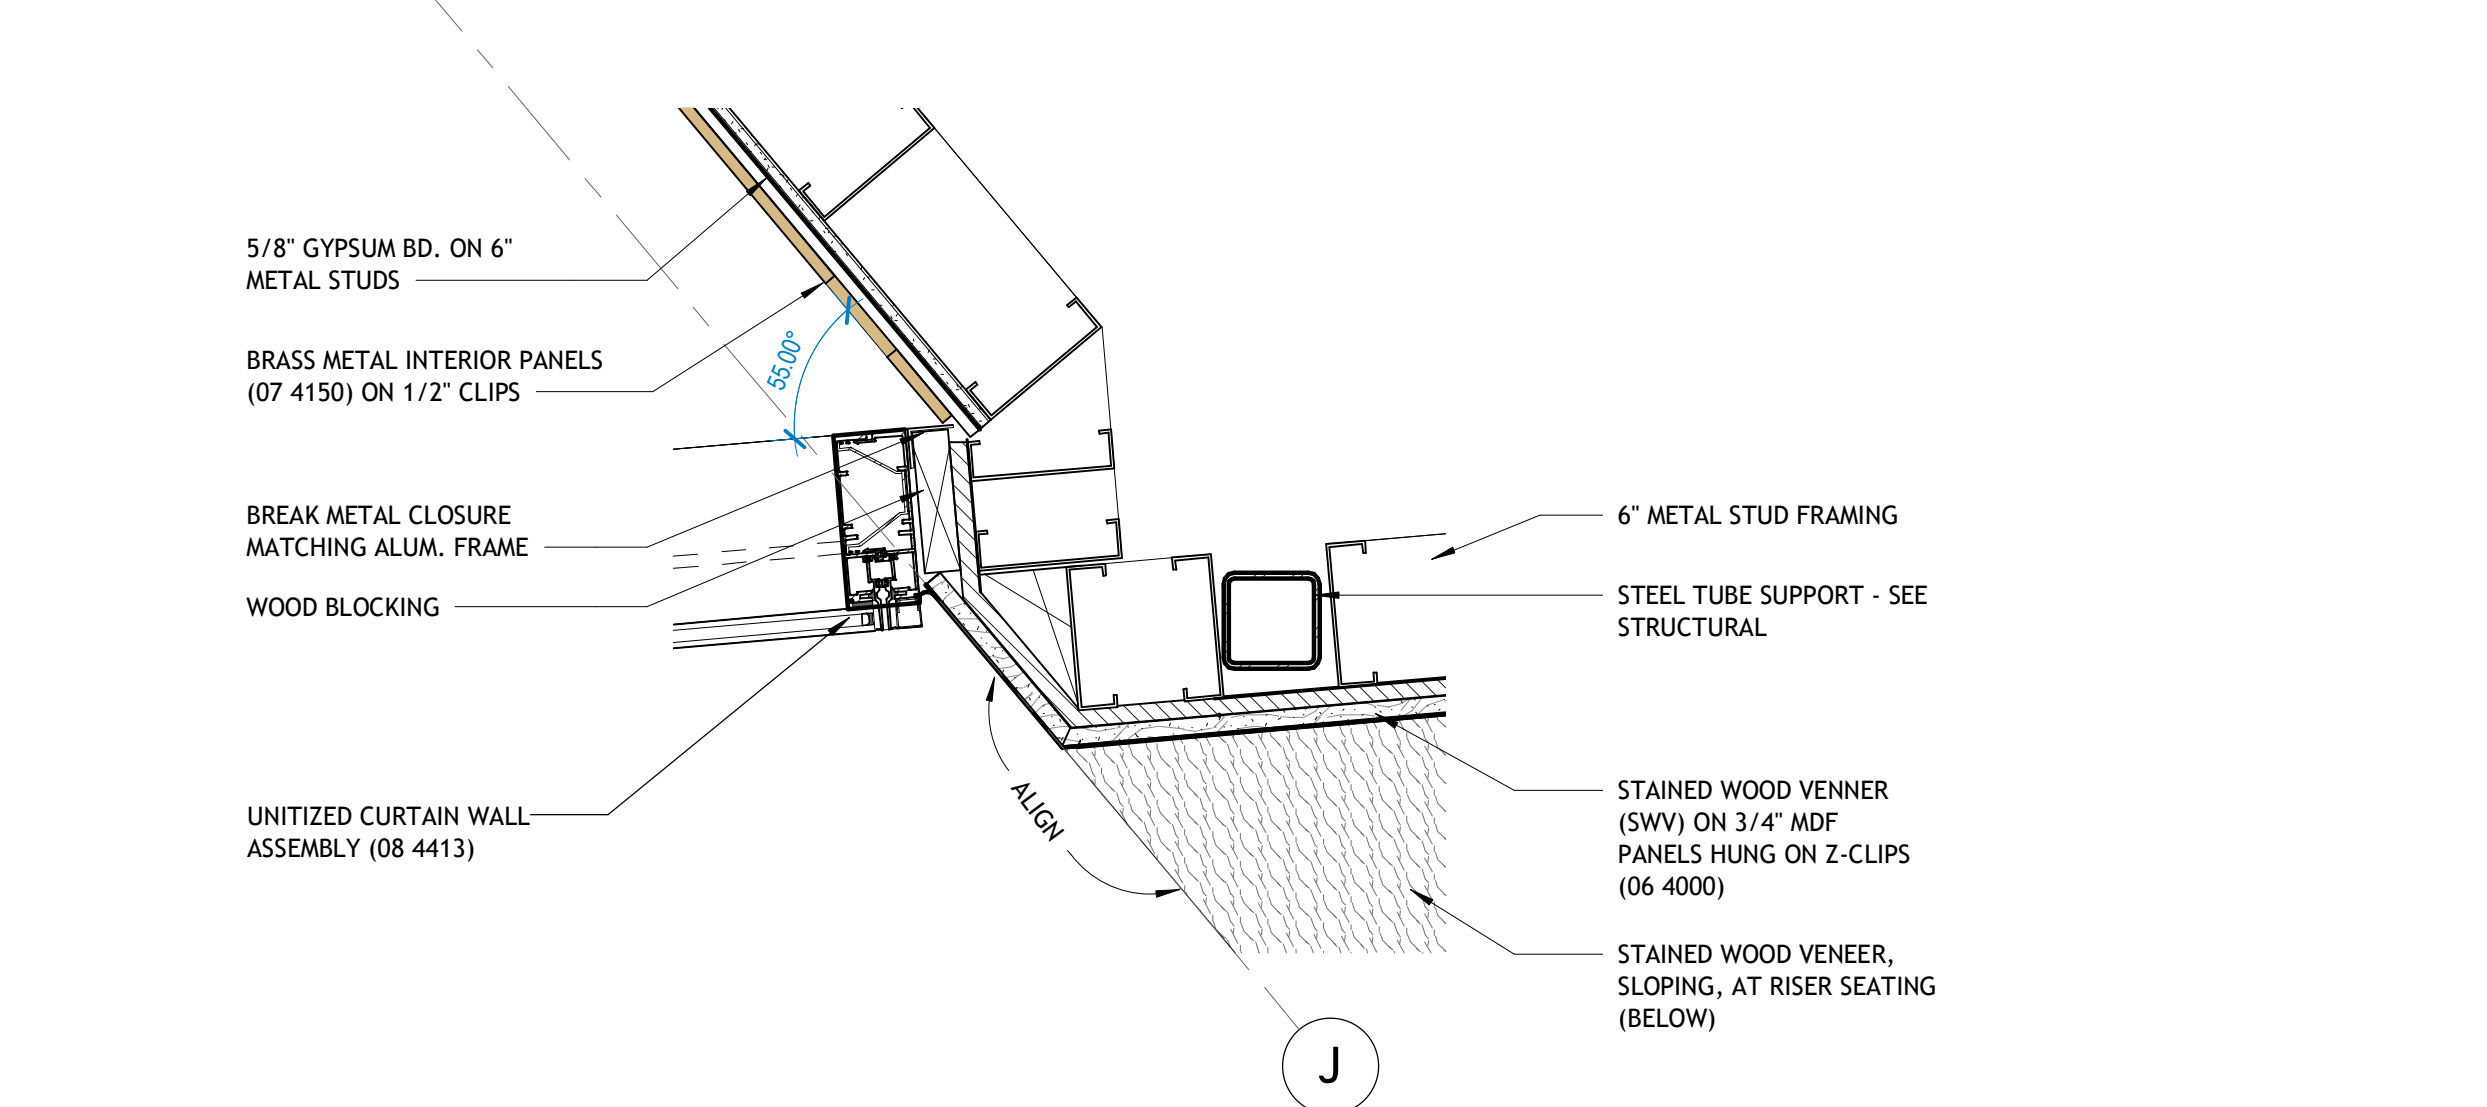 5/8" GYPSUM BD. ON 6"
METAL STUDS
BRASS METAL INTERIOR PANELS
(07 4150) ON 1/2" CLIPS
55.00°
BREAK METAL CLOSURE
MATCHING ALUM. FRAME
WOOD BLOCKING
UNITIZED CURTAIN WALL
ASSEMBLY (08 4413)
ALIGN
6" METAL STUD FRAMING
STEEL TUBE SUPPORT - SEE
STRUCTURAL
STAINED WOOD VENNER
(SWV) ON 3/4" MDF
PANELS HUNG ON Z-CLIPS
(06 4000)
STAINED WOOD VENEER,
SLOPING, AT RISER SEATING
(BELOW)
J